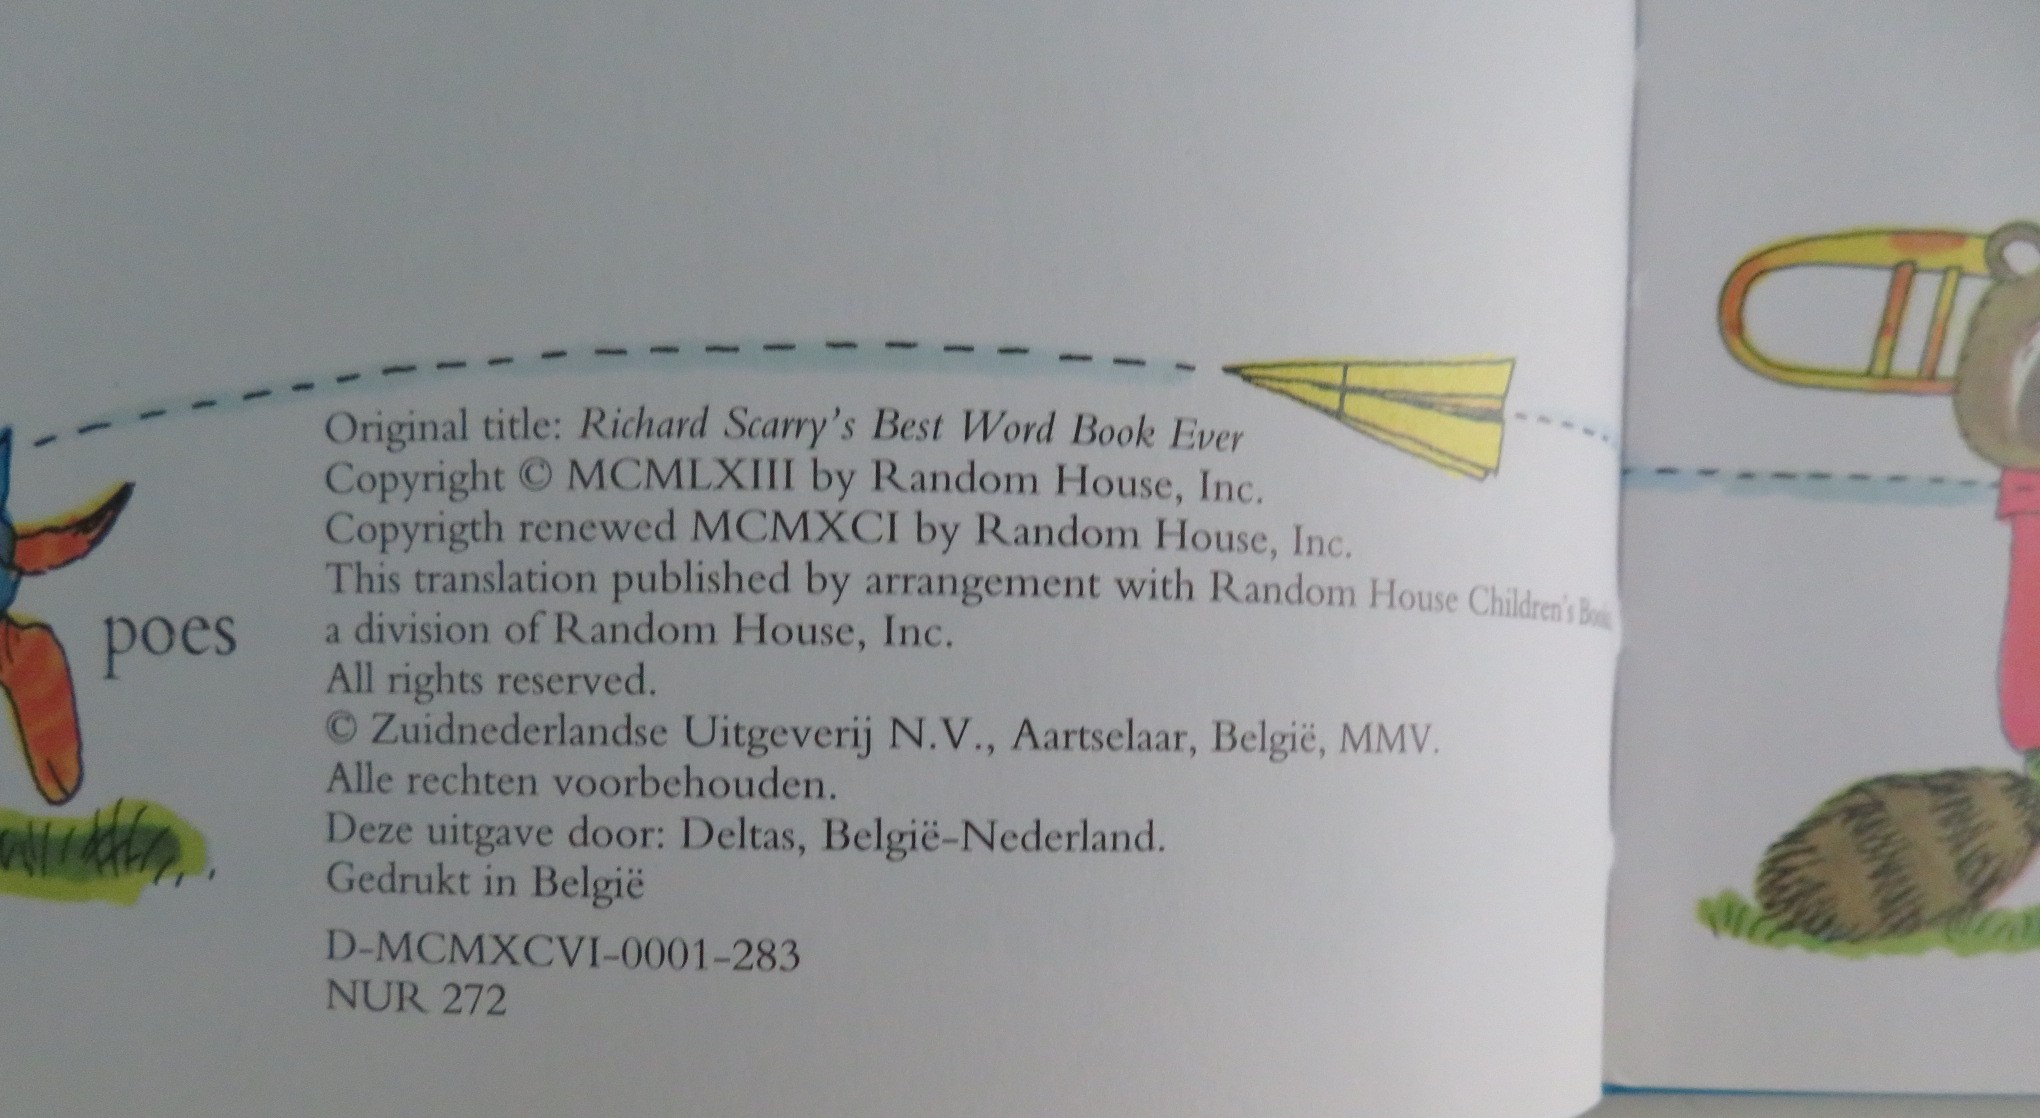 Original title: Richard Scarry's Best Word Book Ever
Copyright © MCMLXIII by Random House, Inc.
Copyrigth renewed MCMXCI by Random House, Inc.
This translation published by arrangement with Random House Children's Books
a division of Random House, Inc.
All rights reserved.
© Zuidnederlandse Uitgeverij N.V., Aartselaar, België, MMV.
Alle rechten voorbehouden.
Deze uitgave door: Deltas, België-Nederland.
Gedrukt in België
D-MCMXCVI-0001-283
NUR 272
poes